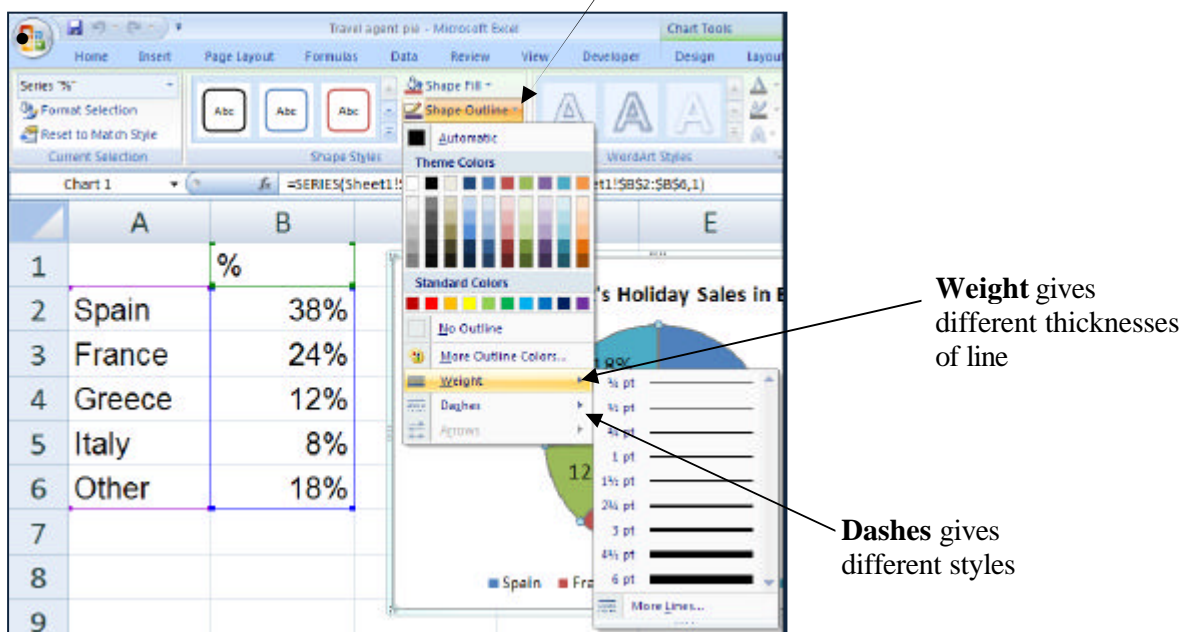 Travel agent pie - Microsoft Excel Chart Tools
Home Insert Page Layout Formulas Data Review View Developer Design Layou
Series "%"
Format Selection
Reset to Match Style
Current Selection
Abc Abc Abc
Shape Styles
Shape Fill
Shape Outline
WordArt Styles
Chart 1 fx =SERIES(Sheet1!$ et1!$B$2:$B$6,1)
Automatic
Theme Colors
Standard Colors
No Outline
More Outline Colors...
Weight
Dashes
Arrows
A B E
1 %
2 Spain 38%
3 France 24%
4 Greece 12%
5 Italy 8%
6 Other 18%
7
8
9
's Holiday Sales in E
18%
12
Spain Fra
¼ pt
½ pt
¾ pt
1 pt
1½ pt
2¼ pt
3 pt
4½ pt
6 pt
More Lines...
Weight gives
different thicknesses
of line
Dashes gives
different styles